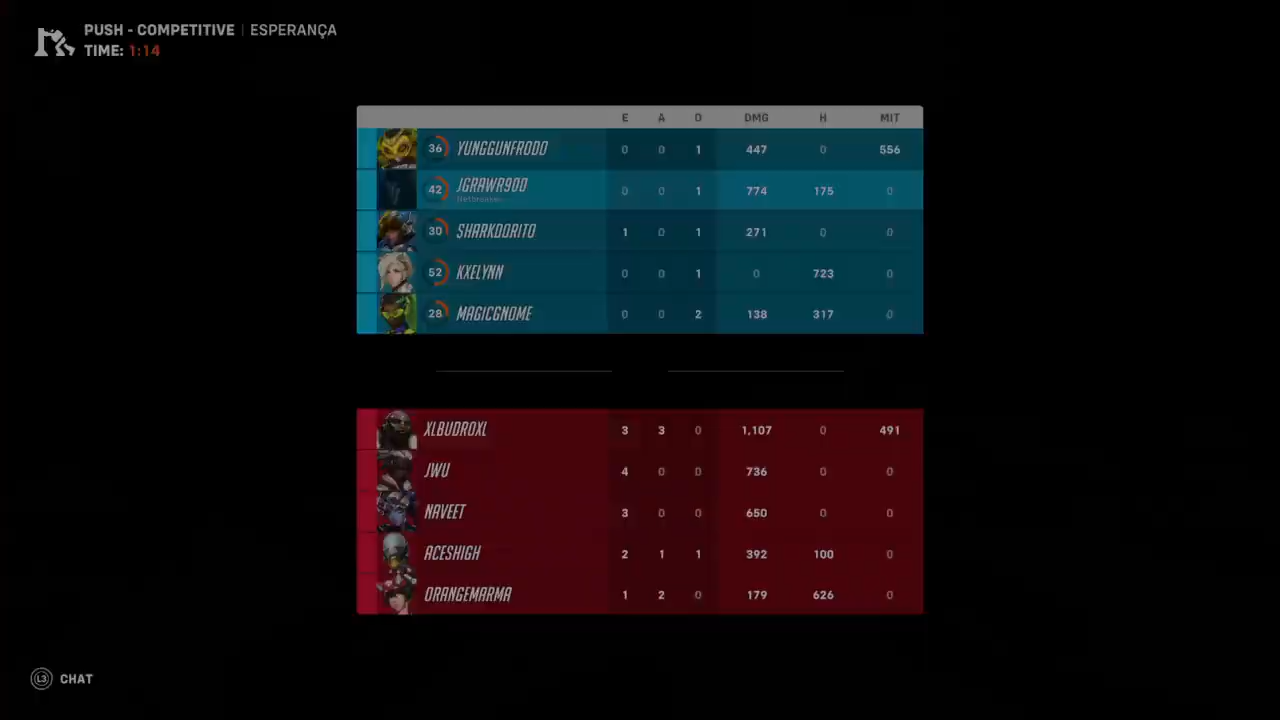 PUSH - COMPETITIVE | ESPERANÇA
TIME: 1:14
E A D DMG H MIT
36 YUNGGUNFRODO 0 0 1 447 0 556
42 JGRAWR900 0 0 1 774 175 0
Netbreaker
30 SHARKDORITO 1 0 1 271 0 0
52 KXELYNN 0 0 1 0 723 0
28 MAGICGNOME 0 0 2 138 317 0
XLBUDROXL 3 3 0 1,107 0 491
JWU 4 0 0 736 0 0
NAVEET 3 0 0 650 0 0
ACESHIGH 2 1 1 392 100 0
ORANGEMARMA 1 2 0 179 626 0
L3 CHAT